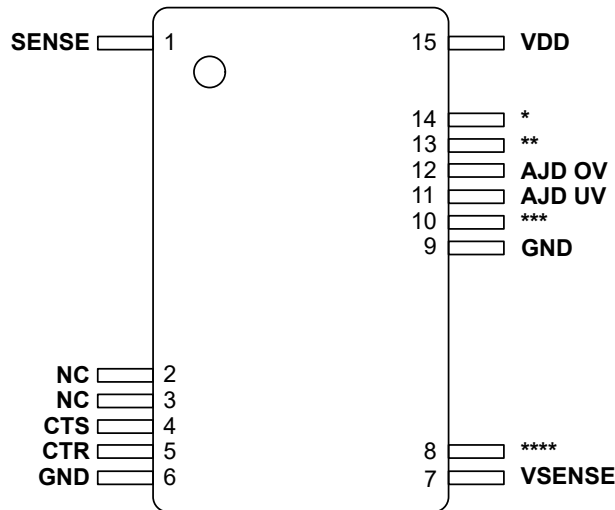 SENSE 1 15 VDD
14 *
13 **
12 AJD OV
11 AJD UV
10 ***
9 GND
NC 2
NC 3
CTS 4
CTR 5 8 ****
GND 6 7 VSENSE